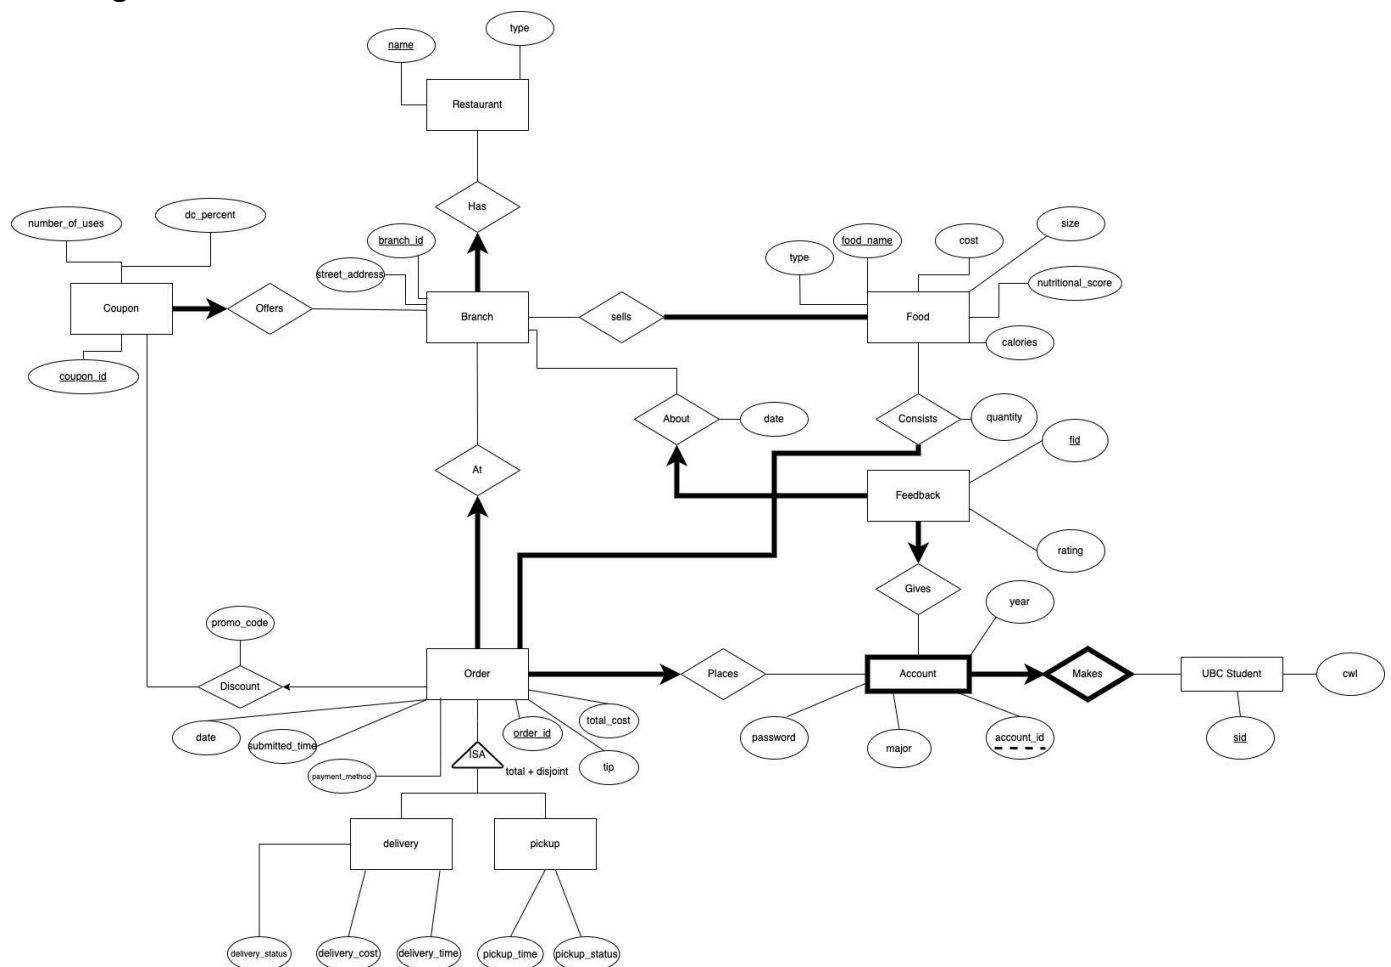 type
name
Restaurant
Has
number_of_uses
dc_percent
branch_id
street_address
Coupon
Offers
Branch
sells
coupon_id
type
food_name
cost
size
nutritional_score
Food
calories
About
date
Consists
quantity
At
fid
Feedback
rating
Gives
year
promo_code
Discount
Order
Places
Account
Makes
UBC Student
cwl
date
submitted_time
payment_method
order_id
total_cost
tip
password
major
account_id
sid
ISA
total + disjoint
delivery
pickup
delivery_status
delivery_cost
delivery_time
pickup_time
pickup_status